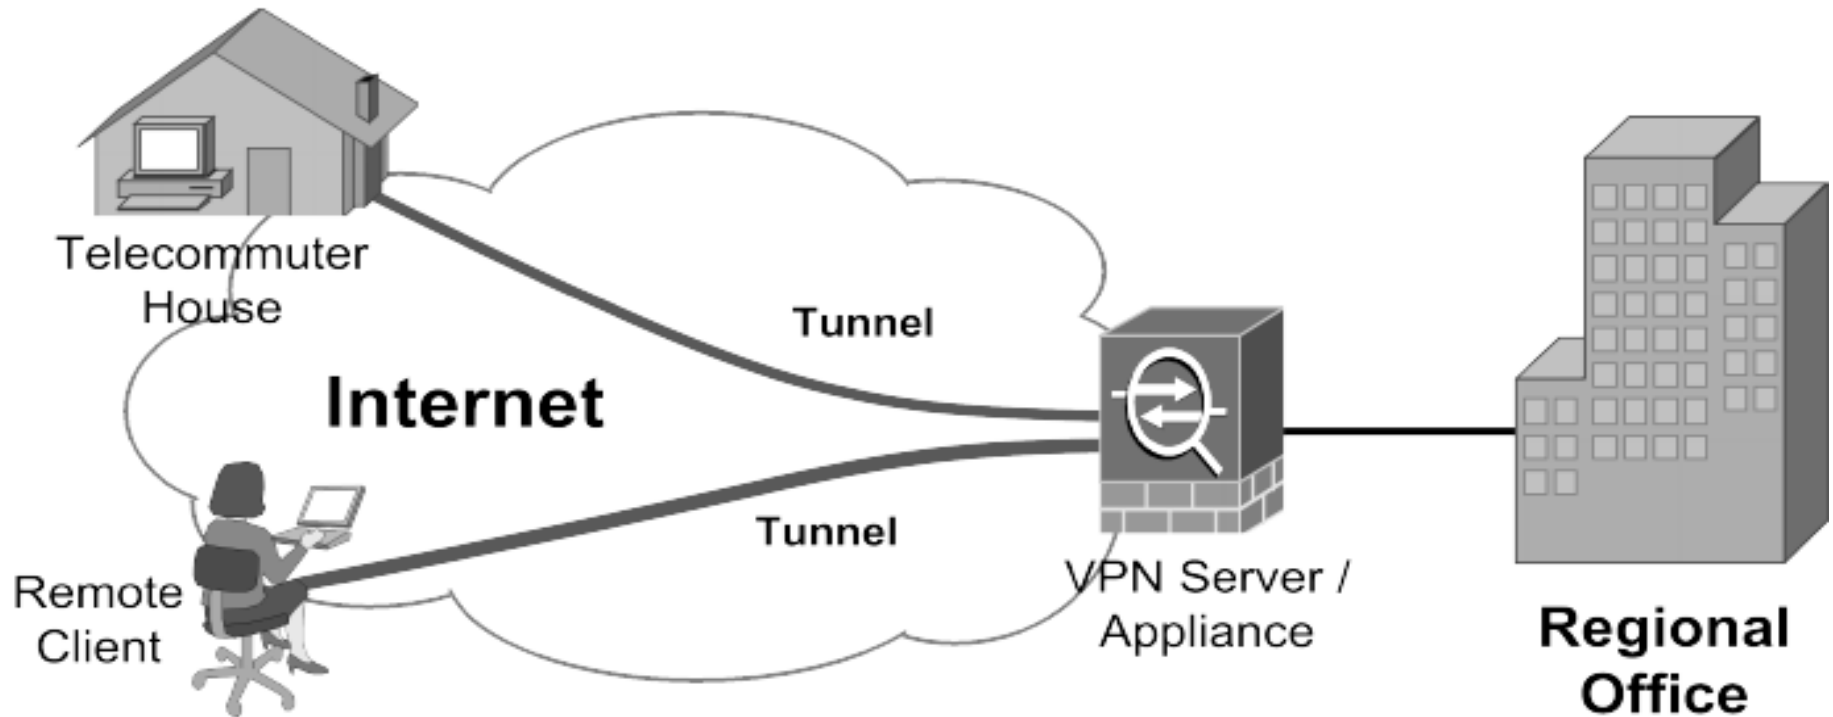 Telecommuter
House
Tunnel
Internet
Tunnel
Remote
Client
VPN Server /
Appliance
Regional
Office